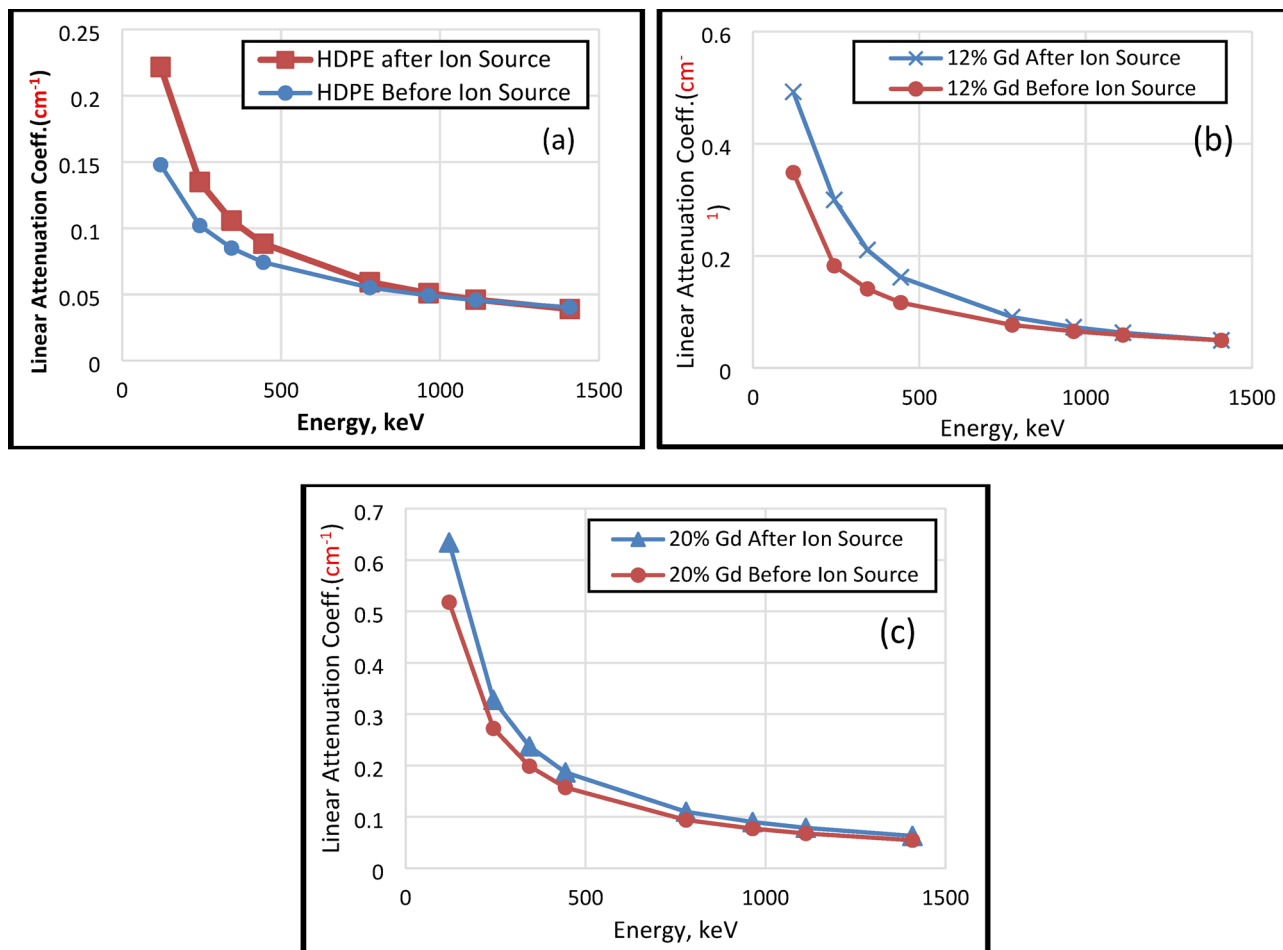 Linear Attenuation Coeff.(cm-1)
0.25
0.2
0.15
0.1
0.05
0
HDPE after Ion Source
HDPE Before Ion Source
(a)
0
500
1000
1500
Energy, keV
Linear Attenuation Coeff.(cm-
1)
0.6
0.4
0.2
0
12% Gd After Ion Source
12% Gd Before Ion Source
(b)
0
500
1000
1500
Energy, keV
Linear Attenuation Coeff.(cm-1)
0.7
0.6
0.5
0.4
0.3
0.2
0.1
0
20% Gd After Ion Source
20% Gd Before Ion Source
(c)
0
500
1000
1500
Energy, keV